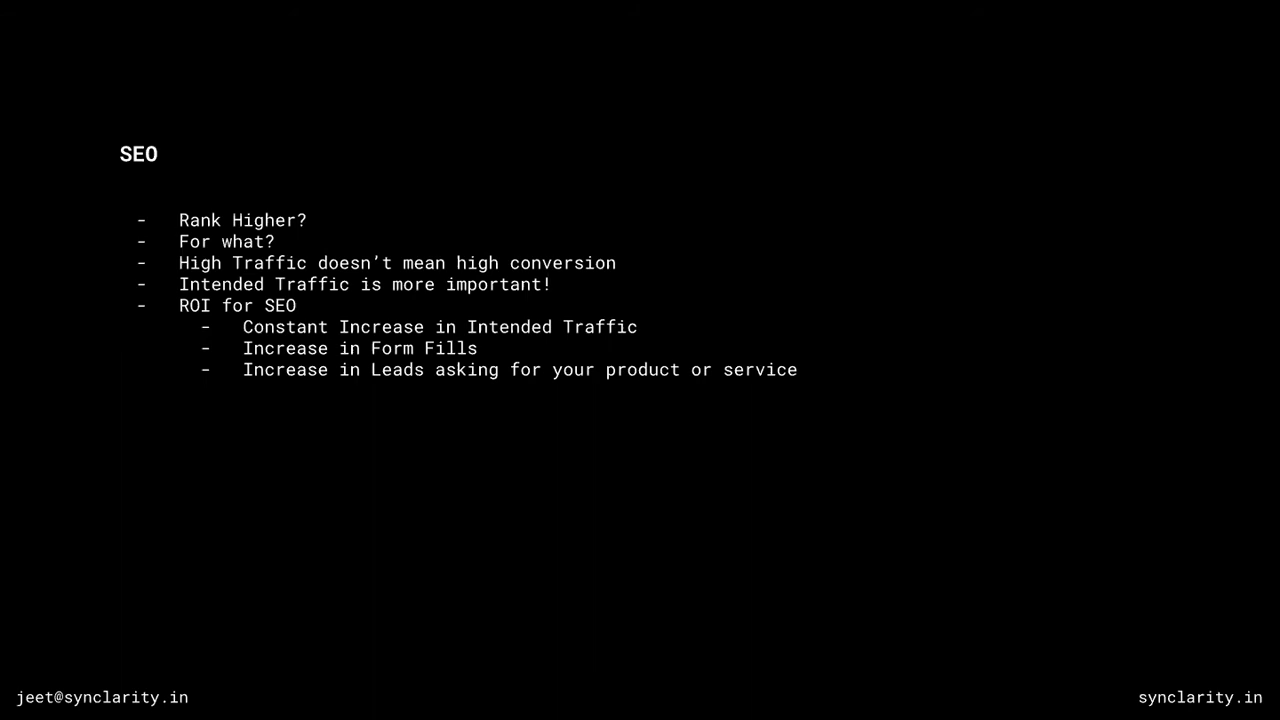 SEO
- Rank Higher?
- For what?
- High Traffic doesn't mean high conversion
- Intended Traffic is more important!
- ROI for SEO
- Constant Increase in Intended Traffic
- Increase in Form Fills
- Increase in Leads asking for your product or service
jeet@synclarity.in
synclarity.in